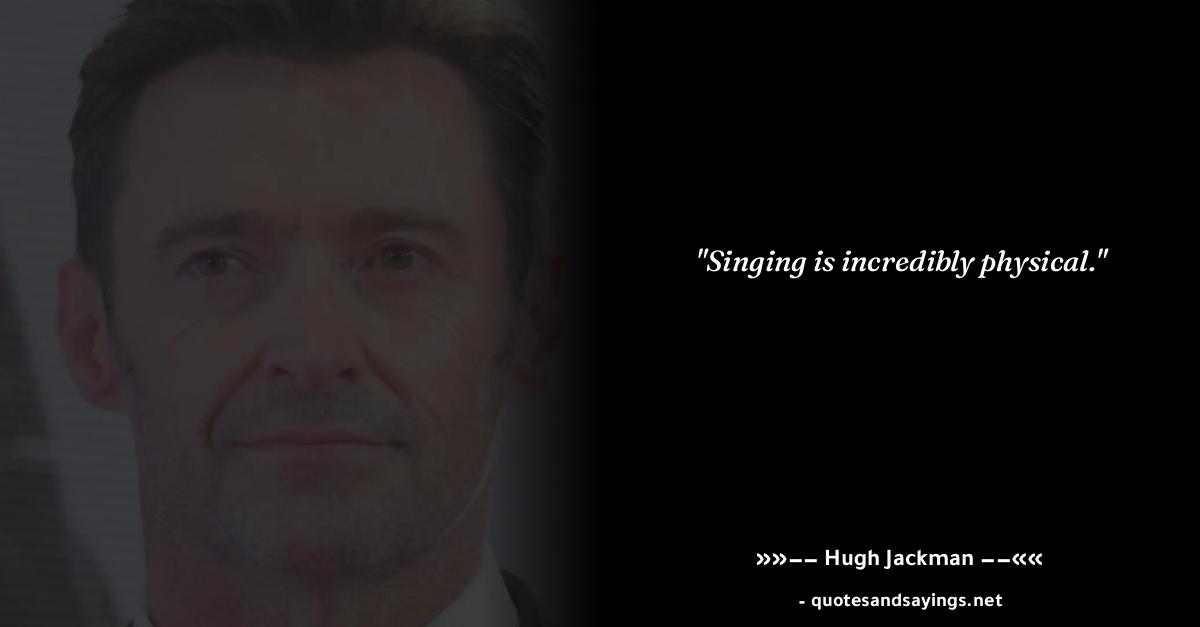 "Singing is incredibly physical."
»»–– Hugh Jackman ––««
- quotesandsayings.net